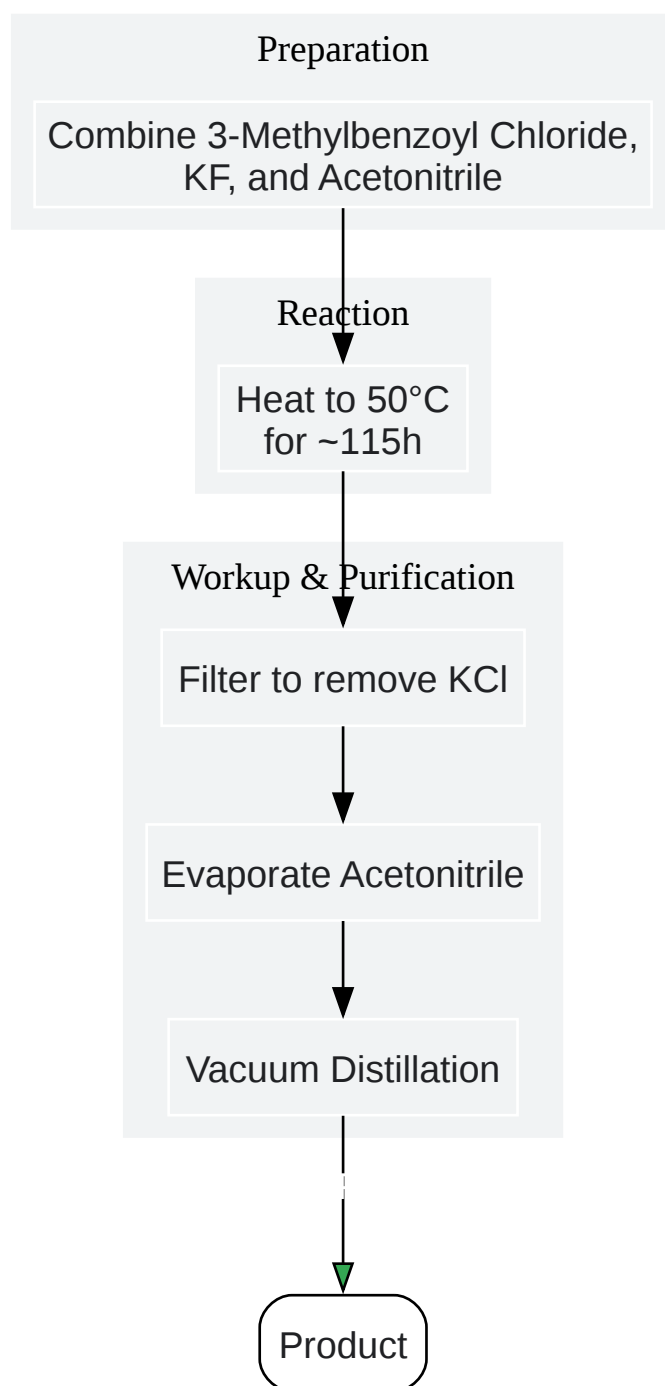 Preparation
Combine 3-Methylbenzoyl Chloride,
KF, and Acetonitrile
Reaction
Heat to 50°C
for ~115h
Workup & Purification
Filter to remove KCl
Evaporate Acetonitrile
Vacuum Distillation
Product